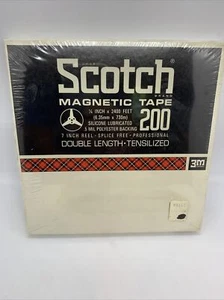 Scotch®
BRAND
MAGNETIC TAPE
¼ INCH x 2400 FEET
(6.35mm x 730m)
SILICONE LUBRICATED
.5 MIL POLYESTER BACKING
200
7 INCH REEL - SPLICE FREE - PROFESSIONAL
DOUBLE LENGTH - TENSILIZED
3M